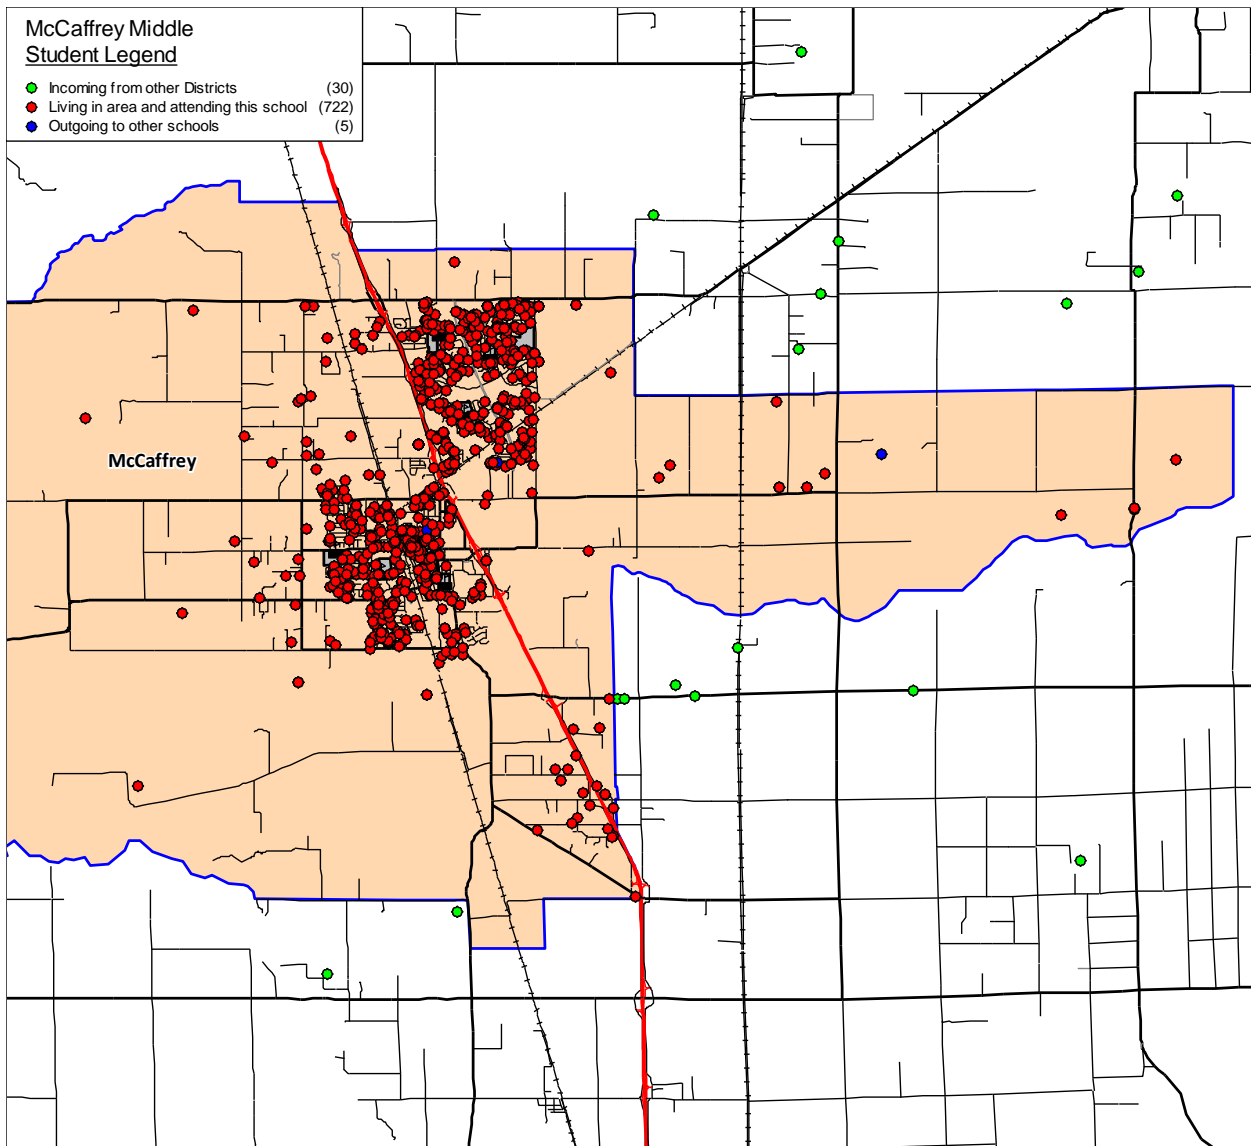 McCaffrey Middle
Student Legend
Incoming from other Districts (30)
Living in area and attending this school (722)
Outgoing to other schools (5)
McCaffrey